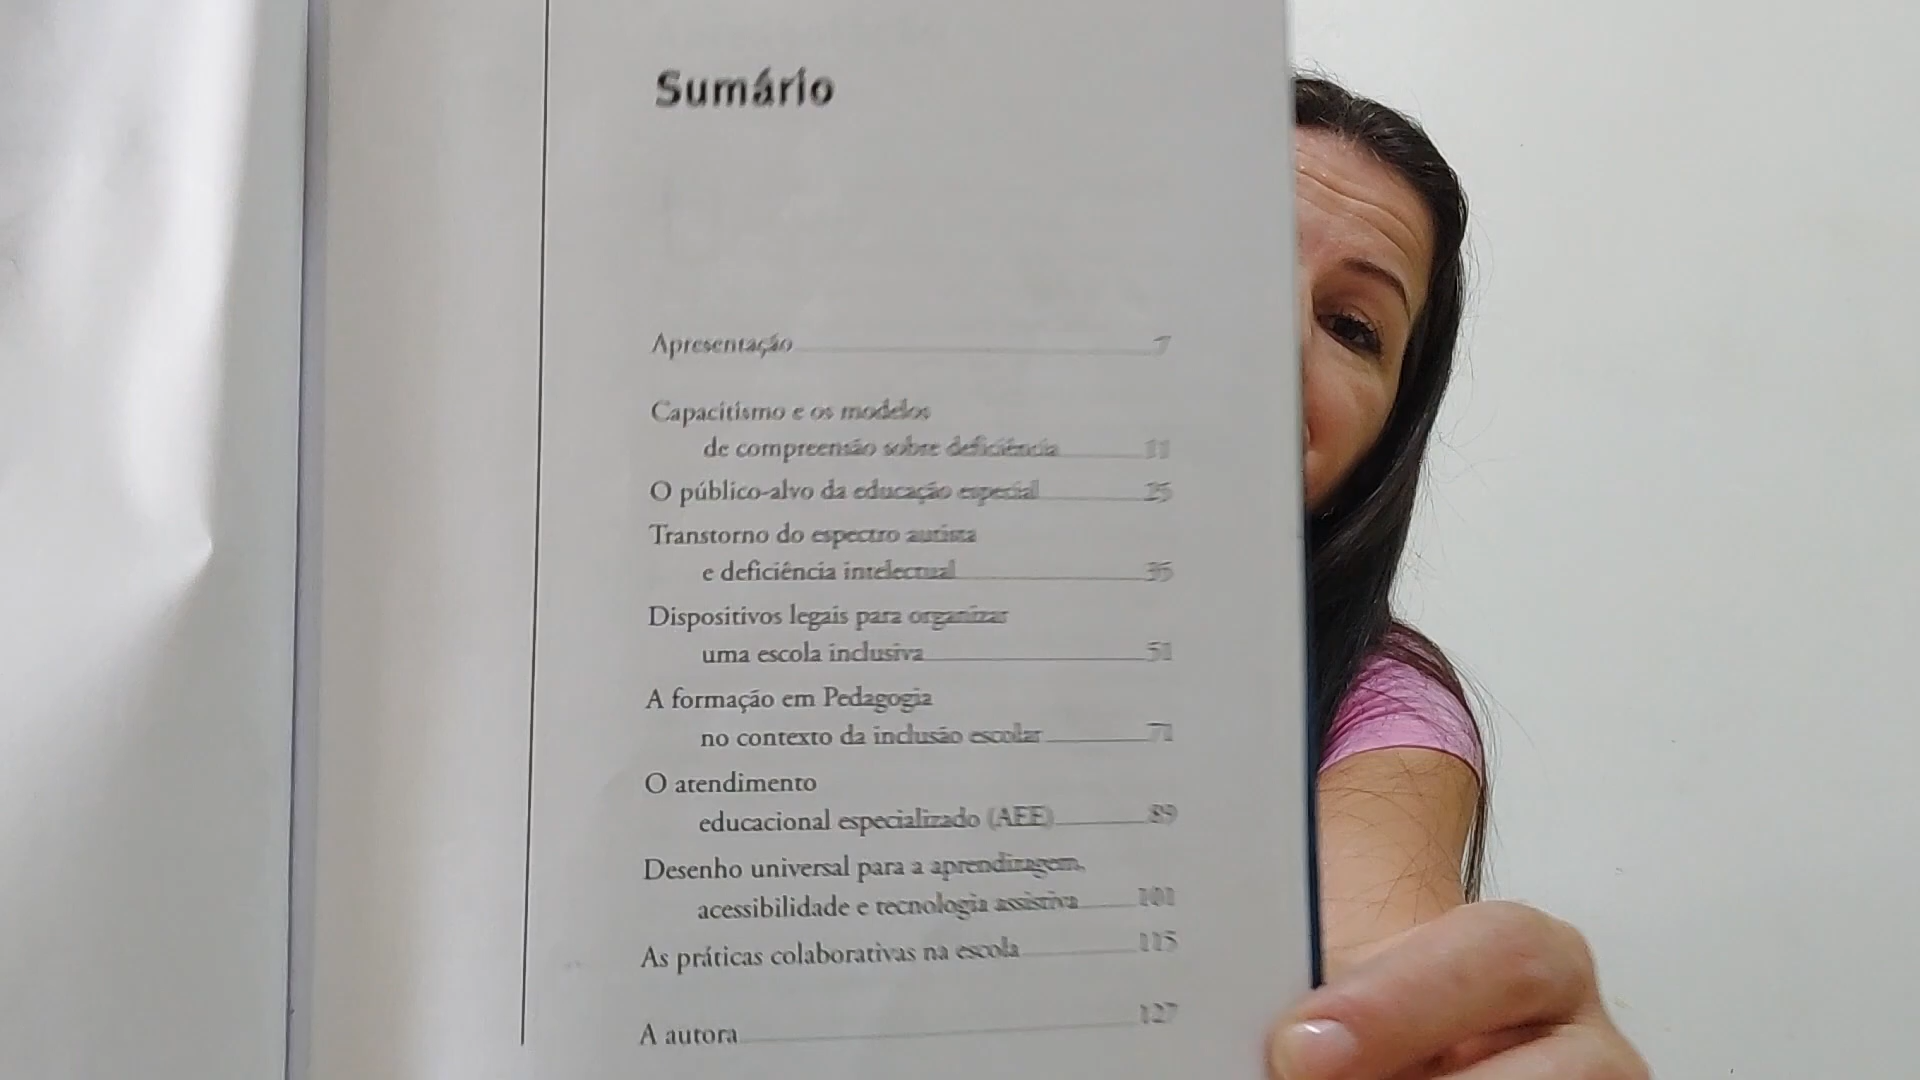 Sumário
Apresentação 7
Capacitismo e os modelos
de compreensão sobre deficiência 11
O público-alvo da educação especial 25
Transtorno do espectro autista
e deficiência intelectual 35
Dispositivos legais para organizar
uma escola inclusiva 51
A formação em Pedagogia
no contexto da inclusão escolar 71
O atendimento
educacional especializado (AEE) 89
Desenho universal para a aprendizagem,
acessibilidade e tecnologia assistiva 101
As práticas colaborativas na escola 115
A autora 127